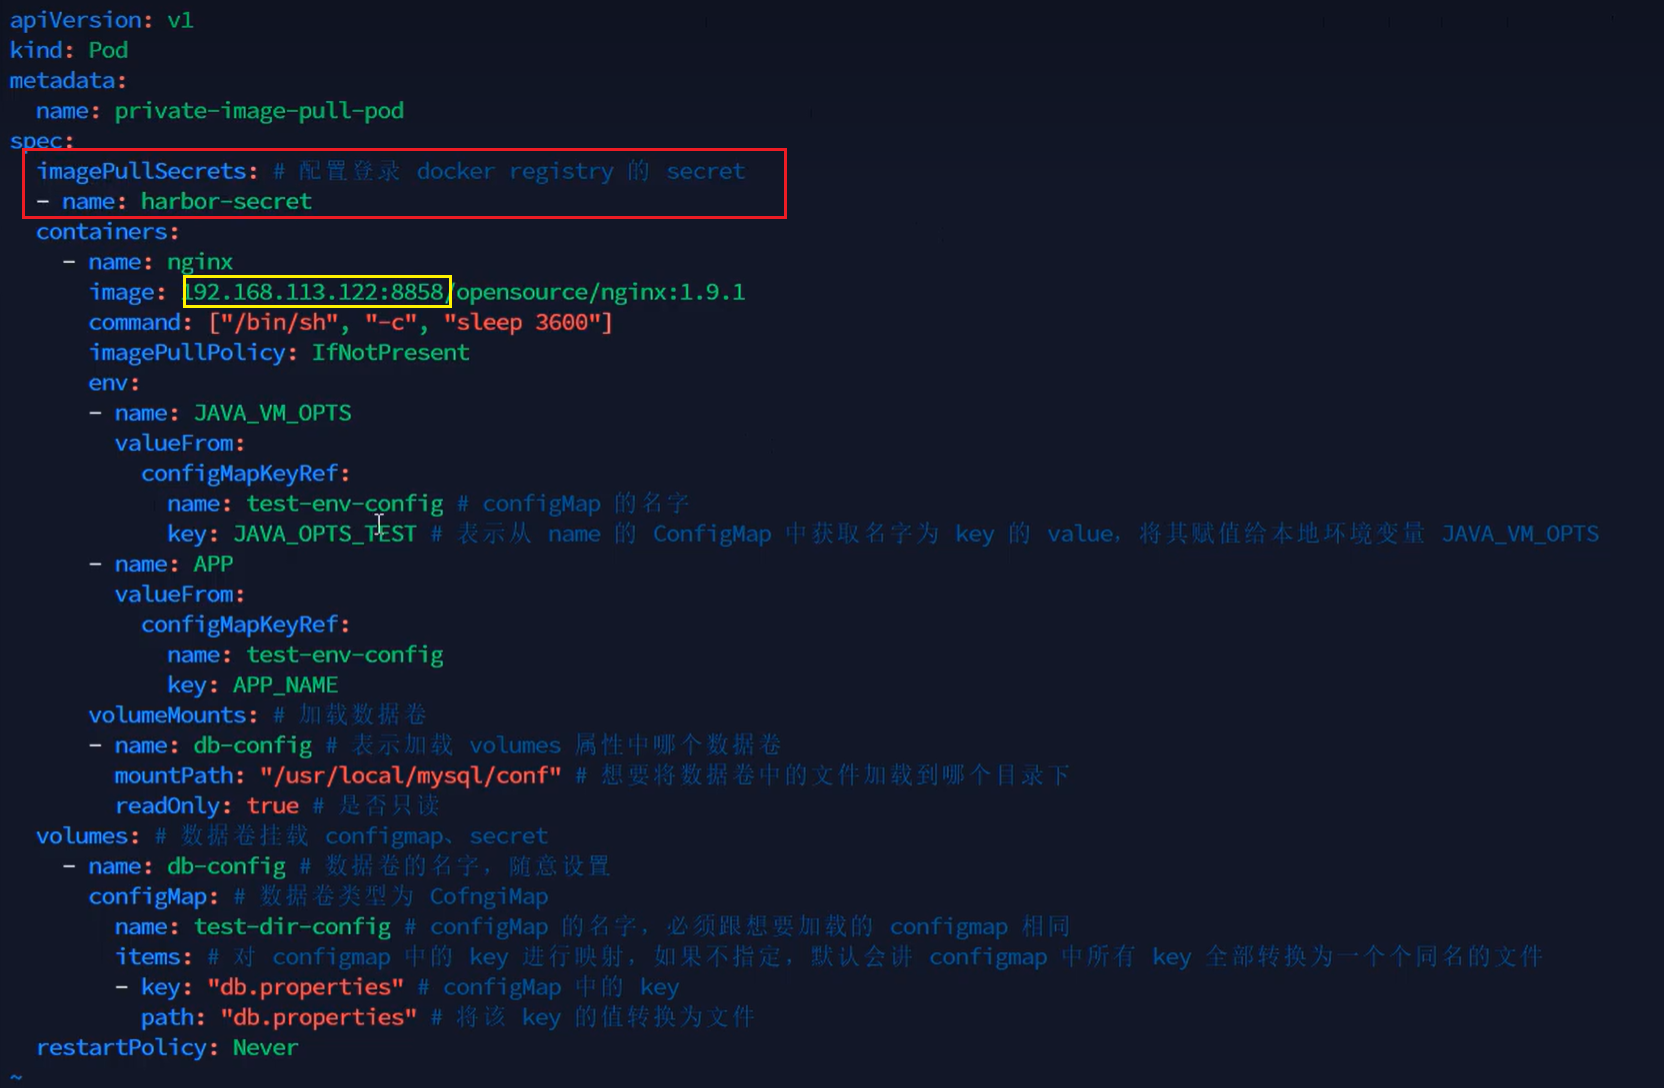 apiVersion: v1
kind: Pod
metadata:
  name: private-image-pull-pod
spec:
  imagePullSecrets: # 配置登录 docker registry 的 secret
  - name: harbor-secret
  containers:
    - name: nginx
      image: 192.168.113.122:8858/opensource/nginx:1.9.1
      command: ["/bin/sh", "-c", "sleep 3600"]
      imagePullPolicy: IfNotPresent
      env:
      - name: JAVA_VM_OPTS
        valueFrom:
          configMapKeyRef:
            name: test-env-config # configMap 的名字
            key: JAVA_OPTS_TEST # 表示从 name 的 ConfigMap 中获取名字为 key 的 value，将其赋值给本地环境变量 JAVA_VM_OPTS
      - name: APP
        valueFrom:
          configMapKeyRef:
            name: test-env-config
            key: APP_NAME
      volumeMounts: # 加载数据卷
      - name: db-config # 表示加载 volumes 属性中哪个数据卷
        mountPath: "/usr/local/mysql/conf" # 想要将数据卷中的文件加载到哪个目录下
        readOnly: true # 是否只读
  volumes: # 数据卷挂载 configmap、secret
    - name: db-config # 数据卷的名字，随意设置
      configMap: # 数据卷类型为 CofngiMap
        name: test-dir-config # configMap 的名字，必须跟想要加载的 configmap 相同
        items: # 对 configmap 中的 key 进行映射，如果不指定，默认会讲 configmap 中所有 key 全部转换为一个个同名的文件
        - key: "db.properties" # configMap 中的 key
          path: "db.properties" # 将该 key 的值转换为文件
  restartPolicy: Never
~